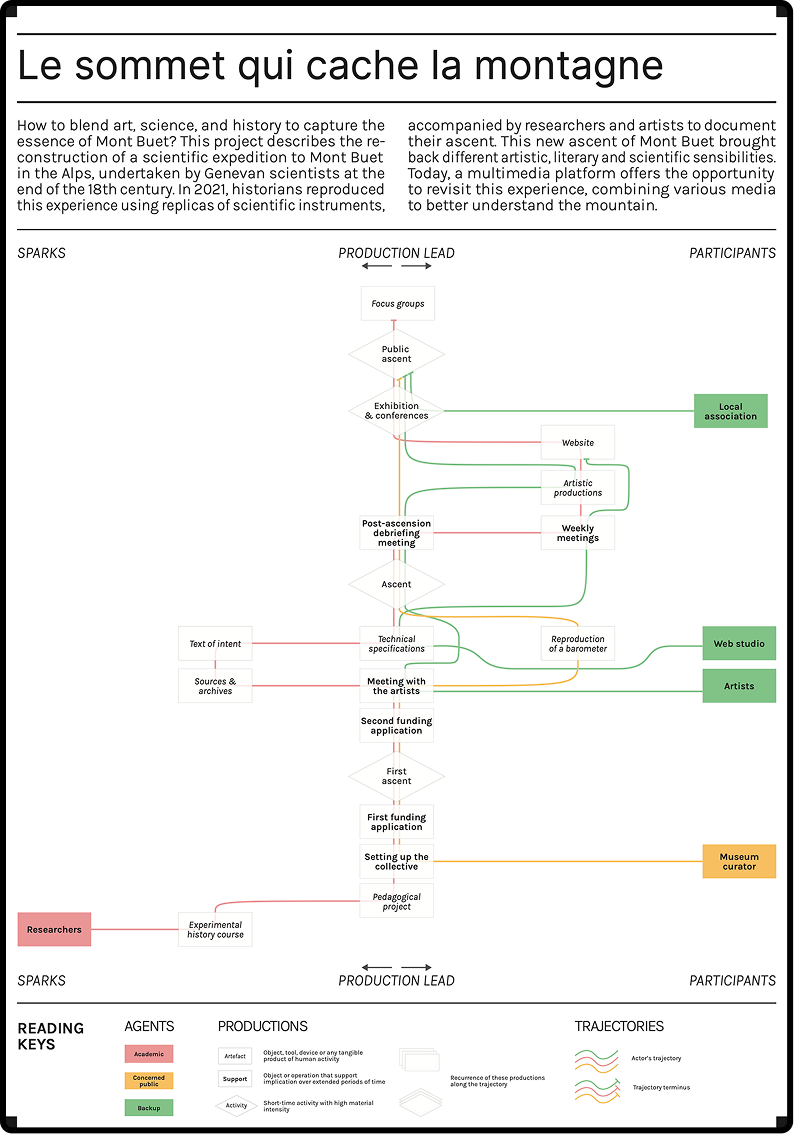 Le sommet qui cache la montagne
How to blend art, science, and history to capture the
essence of Mont Buet? This project describes the re-
construction of a scientific expedition to Mont Buet
in the Alps, undertaken by Genevan scientists at the
end of the 18th century. In 2021, historians reproduced
this experience using replicas of scientific instruments,
accompanied by researchers and artists to document
their ascent. This new ascent of Mont Buet brought
back different artistic, literary and scientific sensibilities.
Today, a multimedia platform offers the opportunity
to revisit this experience, combining various media
to better understand the mountain.
SPARKS
PRODUCTION LEAD
PARTICIPANTS
Focus groups
Public
ascent
Exhibition
& conferences
Local
association
Website
Artistic
productions
Post-ascension
debriefing
meeting
Weekly
meetings
Ascent
Text of intent
Technical
specifications
Reproduction
of a barometer
Web studio
Sources &
archives
Meeting with
the artists
Artists
Second funding
application
First
ascent
First funding
application
Setting up the
collective
Museum
curator
Pedagogical
project
Researchers
Experimental
history course
SPARKS
PRODUCTION LEAD
PARTICIPANTS
READING
KEYS
AGENTS
Academic
Concerned
public
Backup
PRODUCTIONS
Artefact
Object, tool, device or any tangible
product of human activity
Support
Object or operation that support
implication over extended periods of time
Activity
Short-time activity with high material
intensity
Recurrence of these productions
along the trajectory
TRAJECTORIES
Actor's trajectory
Trajectory terminus